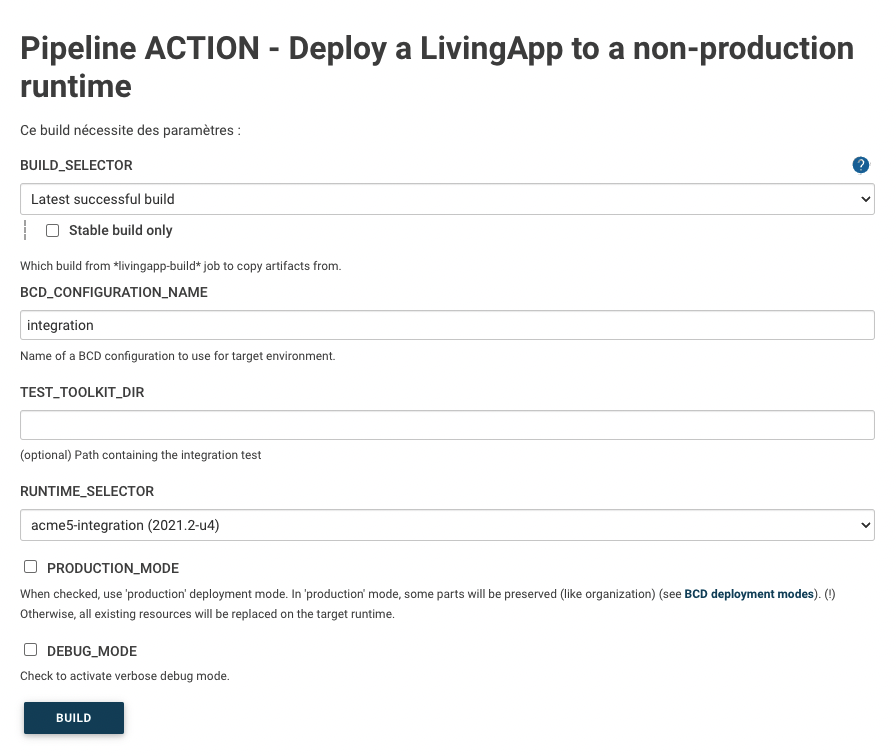 Pipeline ACTION - Deploy a LivingApp to a non-production
runtime
Ce build nécessite des paramètres :
BUILD_SELECTOR
?
Latest successful build
Stable build only
Which build from *livingapp-build* job to copy artifacts from.
BCD_CONFIGURATION_NAME
integration
Name of a BCD configuration to use for target environment.
TEST_TOOLKIT_DIR
(optional) Path containing the integration test
RUNTIME_SELECTOR
acme5-integration (2021.2-u4)
PRODUCTION_MODE
When checked, use 'production' deployment mode. In 'production' mode, some parts will be preserved (like organization) (see BCD deployment modes). (!)
Otherwise, all existing resources will be replaced on the target runtime.
DEBUG_MODE
Check to activate verbose debug mode.
BUILD